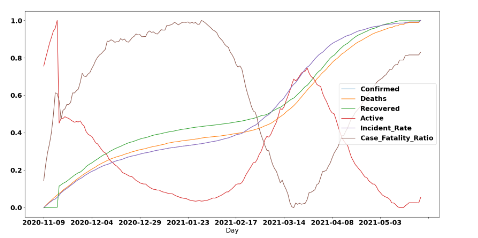 1.0
0.8
0.6
0.4
0.2
0.0
Confirmed
Deaths
Recovered
Active
Incident_Rate
Case_Fatality_Ratio
2020-11-09 2020-12-04 2020-12-29 2021-01-23 2021-02-17 2021-03-14 2021-04-08 2021-05-03
Day